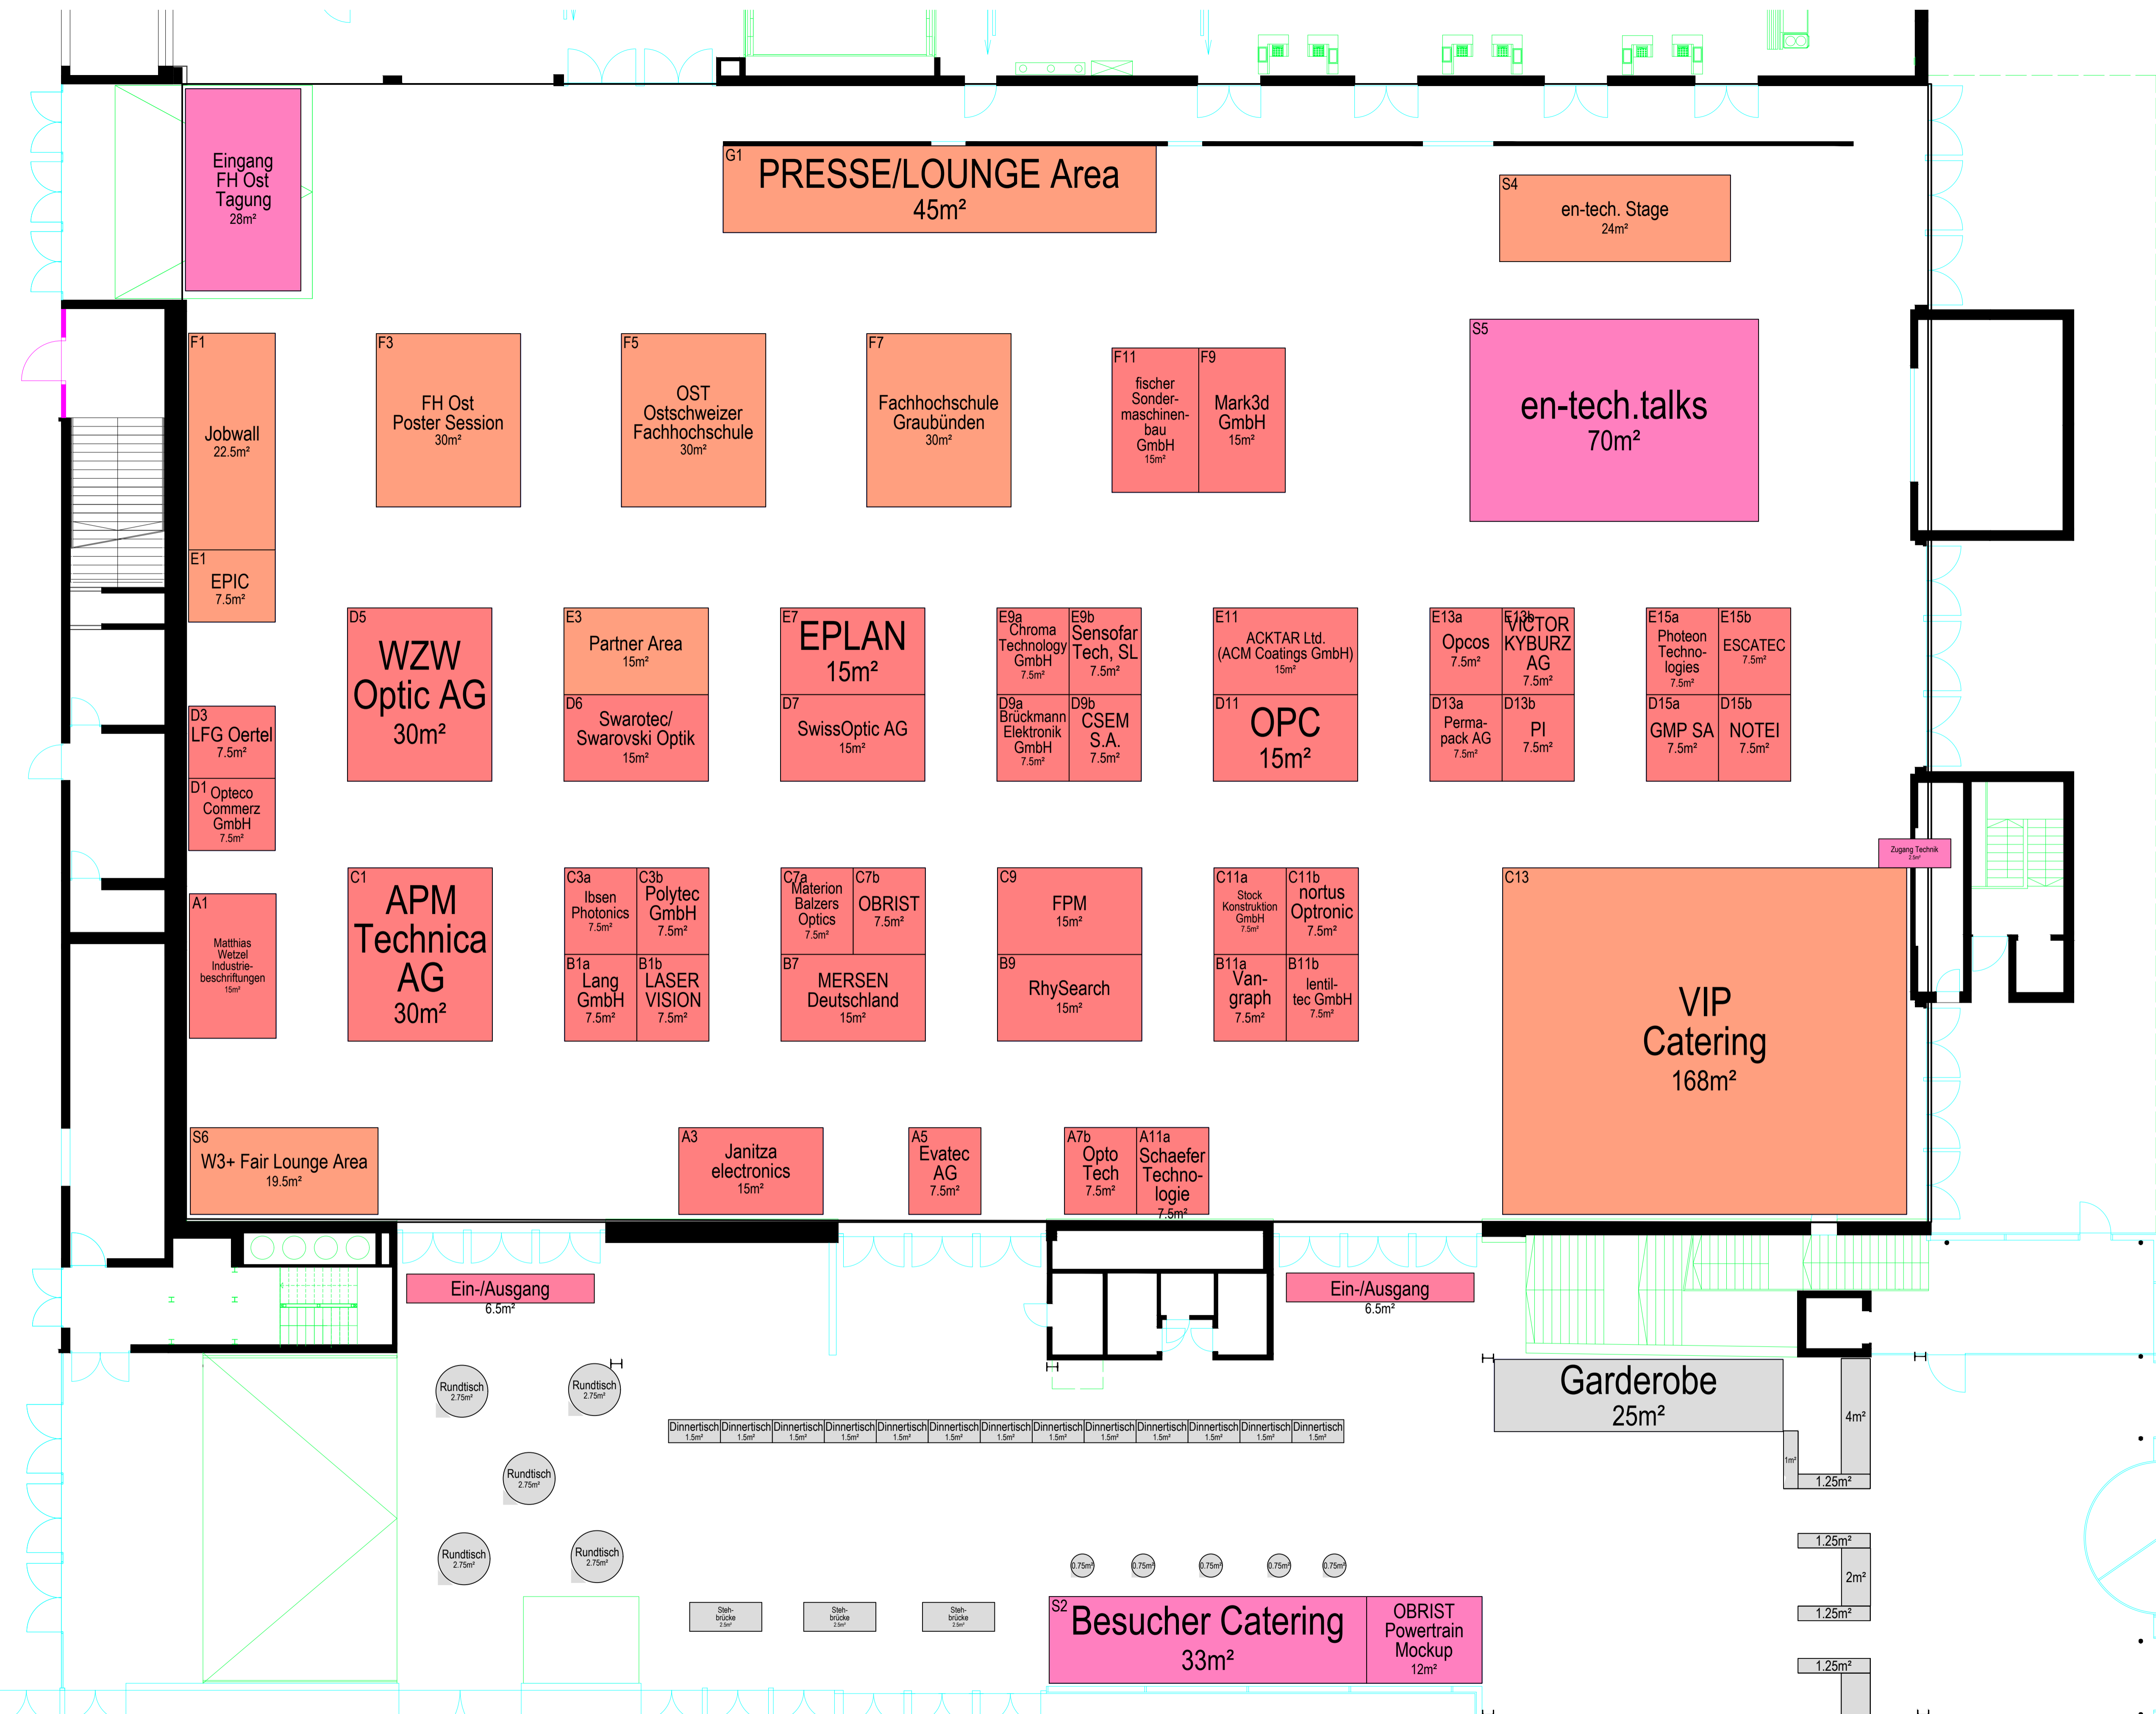 Eingang
FH Ost
Tagung
28m²
G1
PRESSE/LOUNGE Area
45m²
S4
en-tech. Stage
24m²
F1
Jobwall
22.5m²
F3
FH Ost
Poster Session
30m²
F5
OST
Ostschweizer
Fachhochschule
30m²
F7
Fachhochschule
Graubünden
30m²
F11
fischer
Sonder-
maschinen-
bau
GmbH
15m²
F9
Mark3d
GmbH
15m²
S5
en-tech.talks
70m²
E1
EPIC
7.5m²
D5
WZW
Optic AG
30m²
E3
Partner Area
15m²
E7
EPLAN
15m²
E9a
Chroma
Technology
GmbH
7.5m²
E9b
Sensofar
Tech, SL
7.5m²
E11
ACKTAR Ltd.
(ACM Coatings GmbH)
15m²
E13a
Opcos
7.5m²
E13b
VICTOR
KYBURZ
AG
7.5m²
E15a
Photeon
Techno-
logies
7.5m²
E15b
ESCATEC
7.5m²
D3
LFG Oertel
7.5m²
D6
Swarotec/
Swarovski Optik
15m²
D7
SwissOptic AG
15m²
D9a
Brückmann
Elektronik
GmbH
7.5m²
D9b
CSEM
S.A.
7.5m²
D11
OPC
15m²
D13a
Perma-
pack AG
7.5m²
D13b
PI
7.5m²
D15a
GMP SA
7.5m²
D15b
NOTEI
7.5m²
D1
Opteco
Commerz
GmbH
7.5m²
Zugang Technik
2.5m²
A1
Matthias
Wetzel
Industrie-
beschriftungen
15m²
C1
APM
Technica
AG
30m²
C3a
Ibsen
Photonics
7.5m²
C3b
Polytec
GmbH
7.5m²
C7a
Materion
Balzers
Optics
7.5m²
C7b
OBRIST
7.5m²
C9
FPM
15m²
C11a
Stock
Konstruktion
GmbH
7.5m²
C11b
nortus
Optronic
7.5m²
C13
VIP
Catering
168m²
B1a
Lang
GmbH
7.5m²
B1b
LASER
VISION
7.5m²
B7
MERSEN
Deutschland
15m²
B9
RhySearch
15m²
B11a
Van-
graph
7.5m²
B11b
lentil-
tec GmbH
7.5m²
S6
W3+ Fair Lounge Area
19.5m²
A3
Janitza
electronics
15m²
A5
Evatec
AG
7.5m²
A7b
Opto
Tech
7.5m²
A11a
Schaefer
Techno-
logie
7.5m²
Ein-/Ausgang
6.5m²
Ein-/Ausgang
6.5m²
Rundtisch
2.75m²
Rundtisch
2.75m²
Garderobe
25m²
4m²
Dinnertisch
1.5m²
Dinnertisch
1.5m²
Dinnertisch
1.5m²
Dinnertisch
1.5m²
Dinnertisch
1.5m²
Dinnertisch
1.5m²
Dinnertisch
1.5m²
Dinnertisch
1.5m²
Dinnertisch
1.5m²
Dinnertisch
1.5m²
Dinnertisch
1.5m²
Dinnertisch
1.5m²
Dinnertisch
1.5m²
1m²
1.25m²
Rundtisch
2.75m²
Rundtisch
2.75m²
Rundtisch
2.75m²
1.25m²
0.75m²
0.75m²
0.75m²
0.75m²
0.75m²
2m²
1.25m²
Steh-
brücke
2.5m²
Steh-
brücke
2.5m²
Steh-
brücke
2.5m²
S2
Besucher Catering
33m²
OBRIST
Powertrain
Mockup
12m²
1.25m²